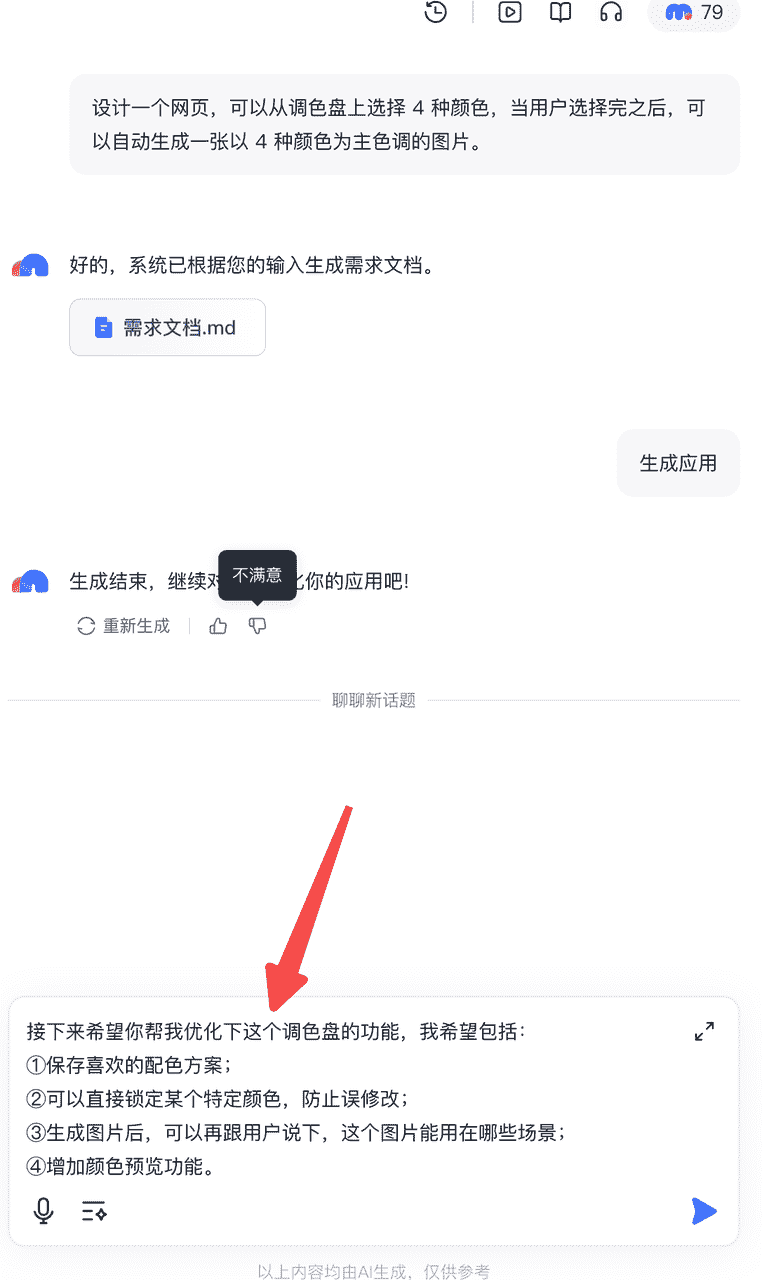 79
设计一个网页，可以从调色盘上选择 4 种颜色，当用户选择完之后，可
以自动生成一张以 4 种颜色为主色调的图片。
好的，系统已根据您的输入生成需求文档。
需求文档.md
生成应用
不满意
生成结束，继续对 化你的应用吧!
重新生成
聊聊新话题
接下来希望你帮我优化下这个调色盘的功能，我希望包括：
①保存喜欢的配色方案；
②可以直接锁定某个特定颜色，防止误修改；
③生成图片后，可以再跟用户说下，这个图片能用在哪些场景；
④增加颜色预览功能。
以上内容均由AI生成，仅供参考